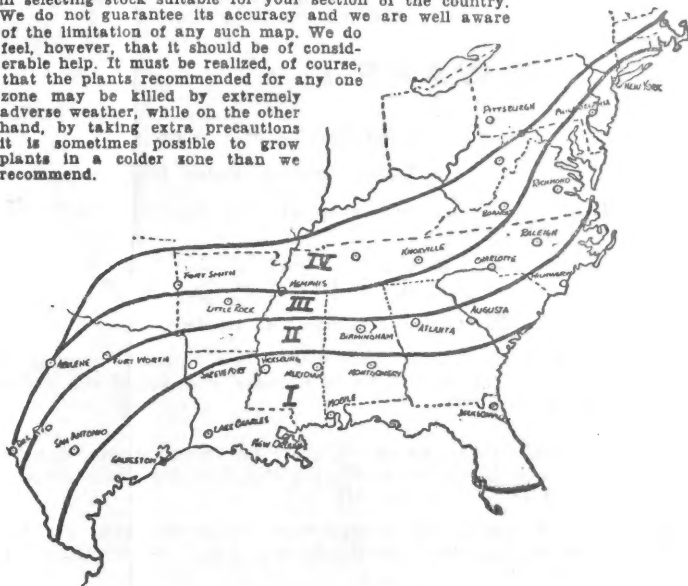 in selecting stock suitable for your section of the country.
We do not guarantee its accuracy and we are well aware
of the limitation of any such map. We do
feel, however, that it should be of consid-
erable help. It must be realized, of course,
that the plants recommended for any one
zone may be killed by extremely
adverse weather, while on the other
hand, by taking extra precautions
it is sometimes possible to grow
plants in a colder zone than we
recommend.
PITTSBURGH
PHILADELPHIA
NEW YORK
RICHMOND
ROANOKE
RALEIGH
KNOXVILLE
CHARLOTTE
IV
FORT SMITH
MEMPHIS
LITTLE ROCK
III
AUGUSTA
ATLANTA
BIRMINGHAM
II
ABILENE
FORT WORTH
SHREVEPORT
MERIDIAN
MONTGOMERY
I
MOBILE
JACKSONVILLE
DEL RIO
SAN ANTONIO
LAKE CHARLES
NEW ORLEANS
GALVESTON